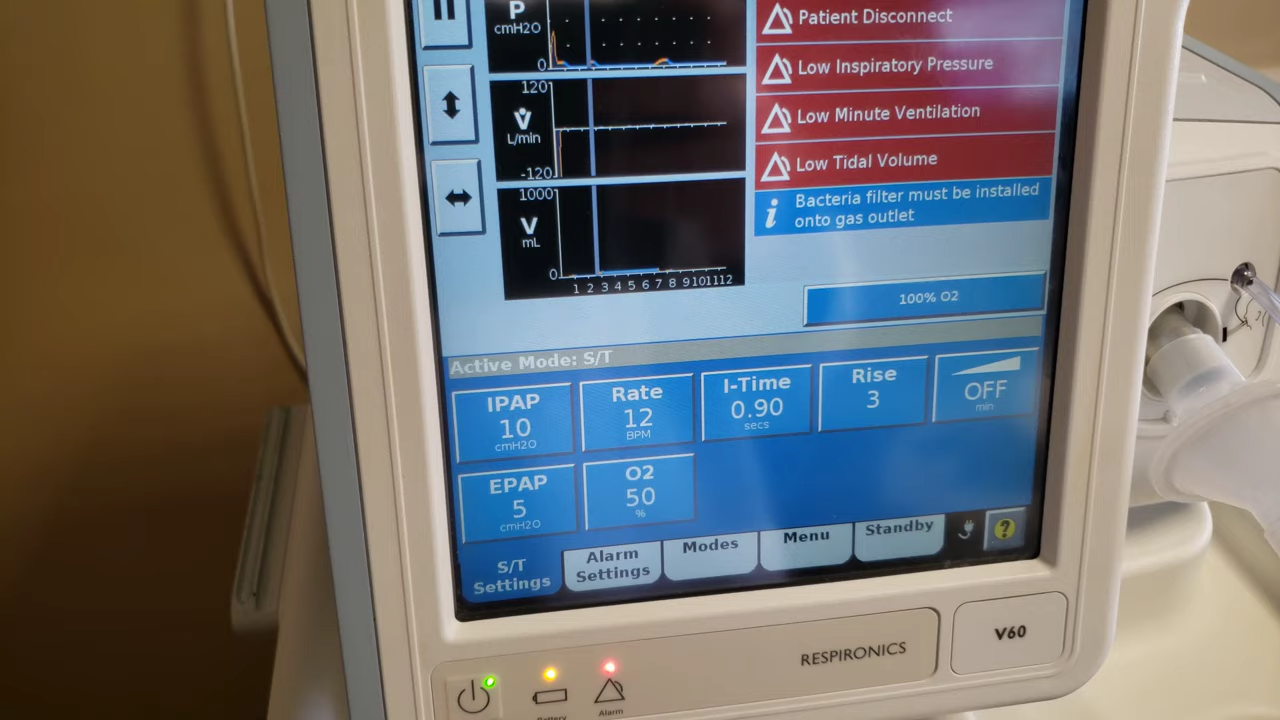 P
cmH2O
0
120
V
L/min
-120
1000
V
mL
0
1 2 3 4 5 6 7 8 9 10 11 12
Patient Disconnect
Low Inspiratory Pressure
Low Minute Ventilation
Low Tidal Volume
i
Bacteria filter must be installed
onto gas outlet
100% O2
Active Mode: S/T
IPAP
10
cmH2O
Rate
12
BPM
I-Time
0.90
secs
Rise
3
OFF
min
EPAP
5
cmH2O
O2
50
%
S/T
Settings
Alarm
Settings
Modes
Menu
Standby
?
RESPIRONICS
V60
Battery
Alarm